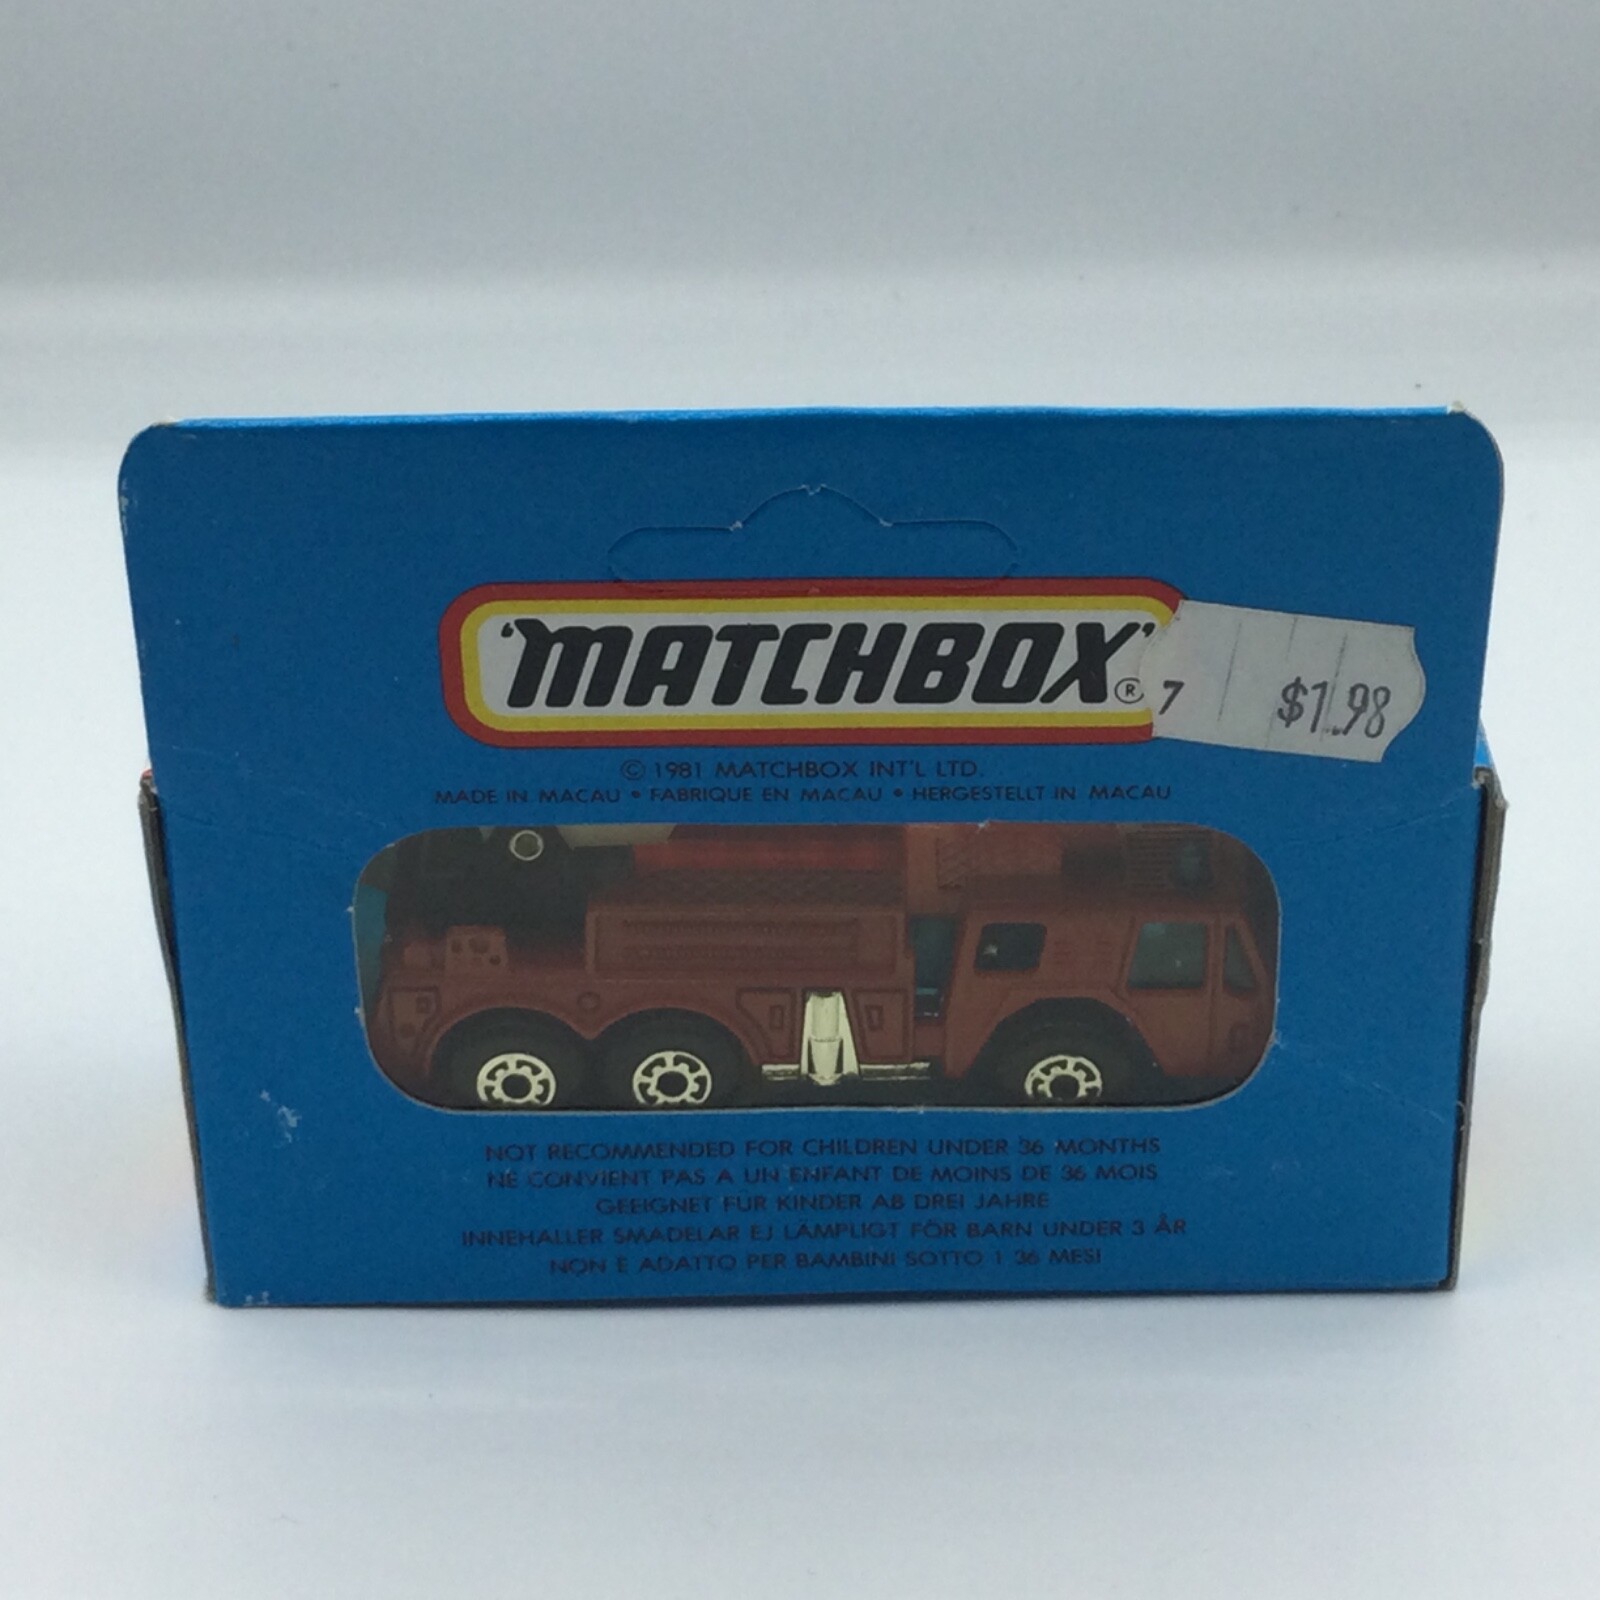 'MATCHBOX'
® 7 $1.98
© 1981 MATCHBOX INT'L LTD.
MADE IN MACAU • FABRIQUE EN MACAU • HERGESTELLT IN MACAU
NOT RECOMMENDED FOR CHILDREN UNDER 36 MONTHS
NE CONVIENT PAS A UN ENFANT DE MOINS DE 36 MOIS
GEEIGNET FÜR KINDER AB DREI JAHRE
INNEHALLER SMADELAR EJ LÄMPLIGT FÖR BARN UNDER 3 ÅR
NON E ADATTO PER BAMBINI SOTTO I 36 MESI